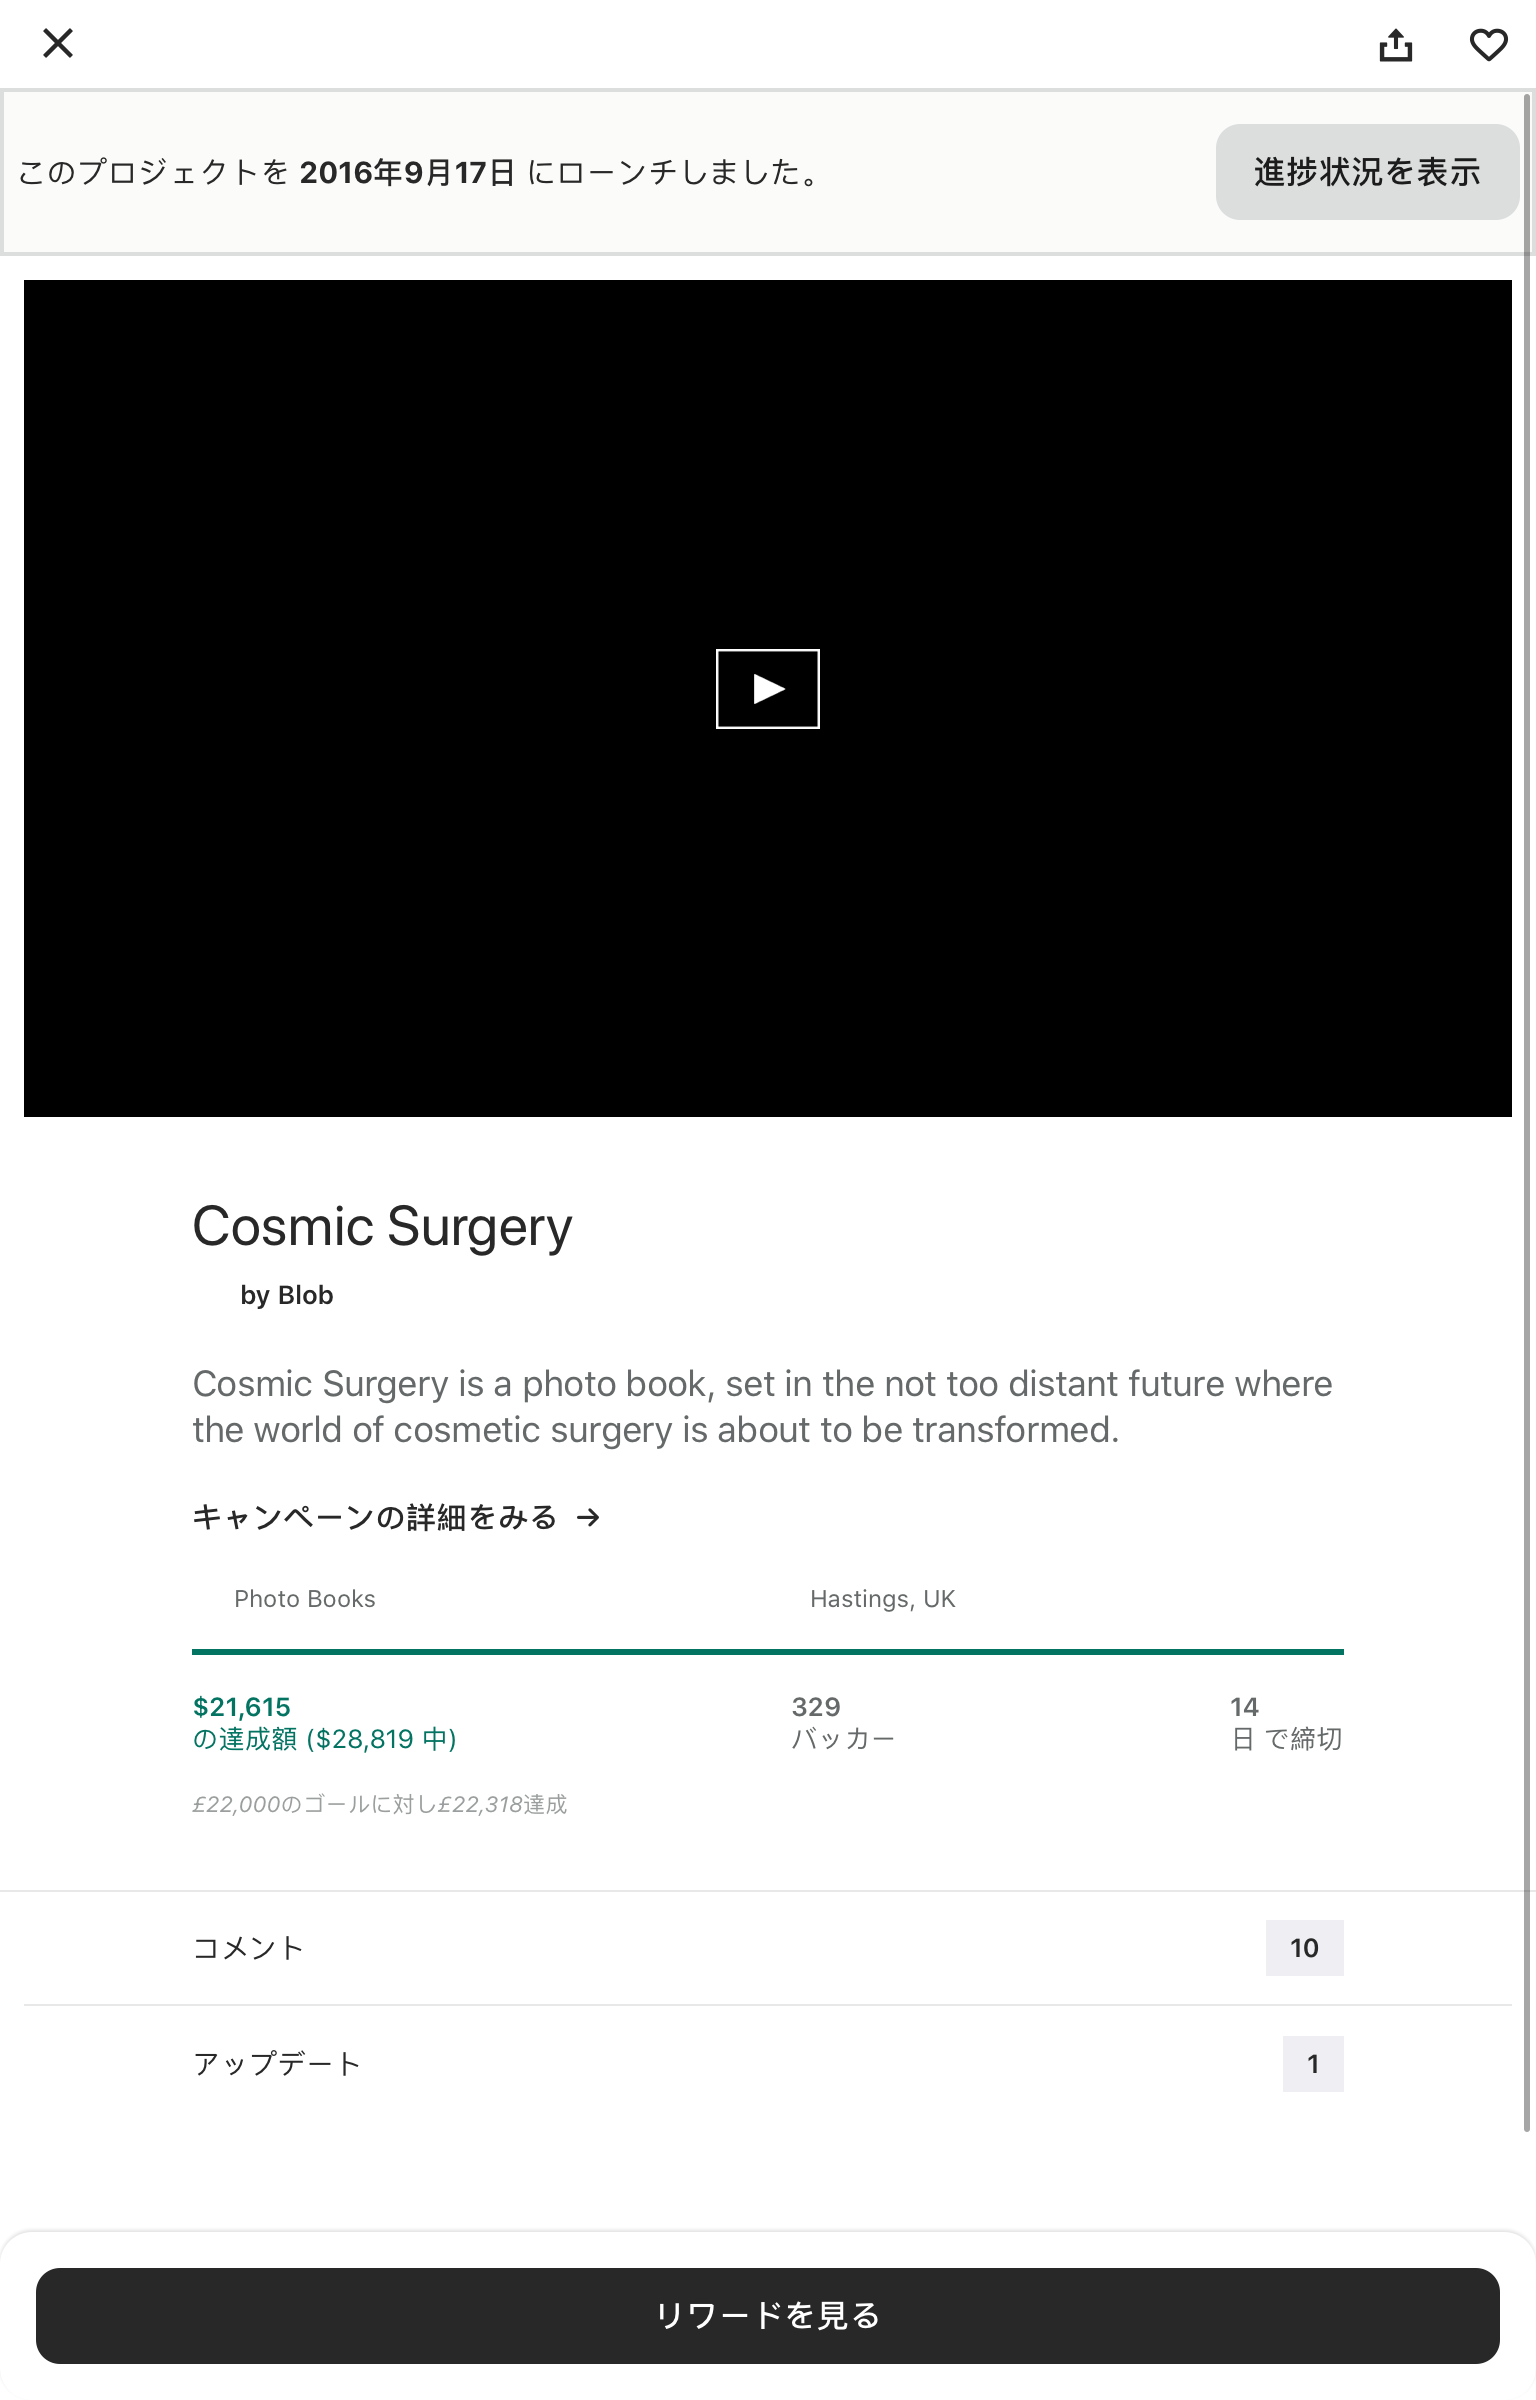 このプロジェクトを 2016年9月17日 にローンチしました。
進捗状況を表示
Cosmic Surgery
by Blob
Cosmic Surgery is a photo book, set in the not too distant future where
the world of cosmetic surgery is about to be transformed.
キャンペーンの詳細をみる →
Photo Books
Hastings, UK
$21,615
の達成額 ($28,819 中)
329
バッカー
14
日 で締切
£22,000のゴールに対し£22,318達成
コメント
10
アップデート
1
リワードを見る